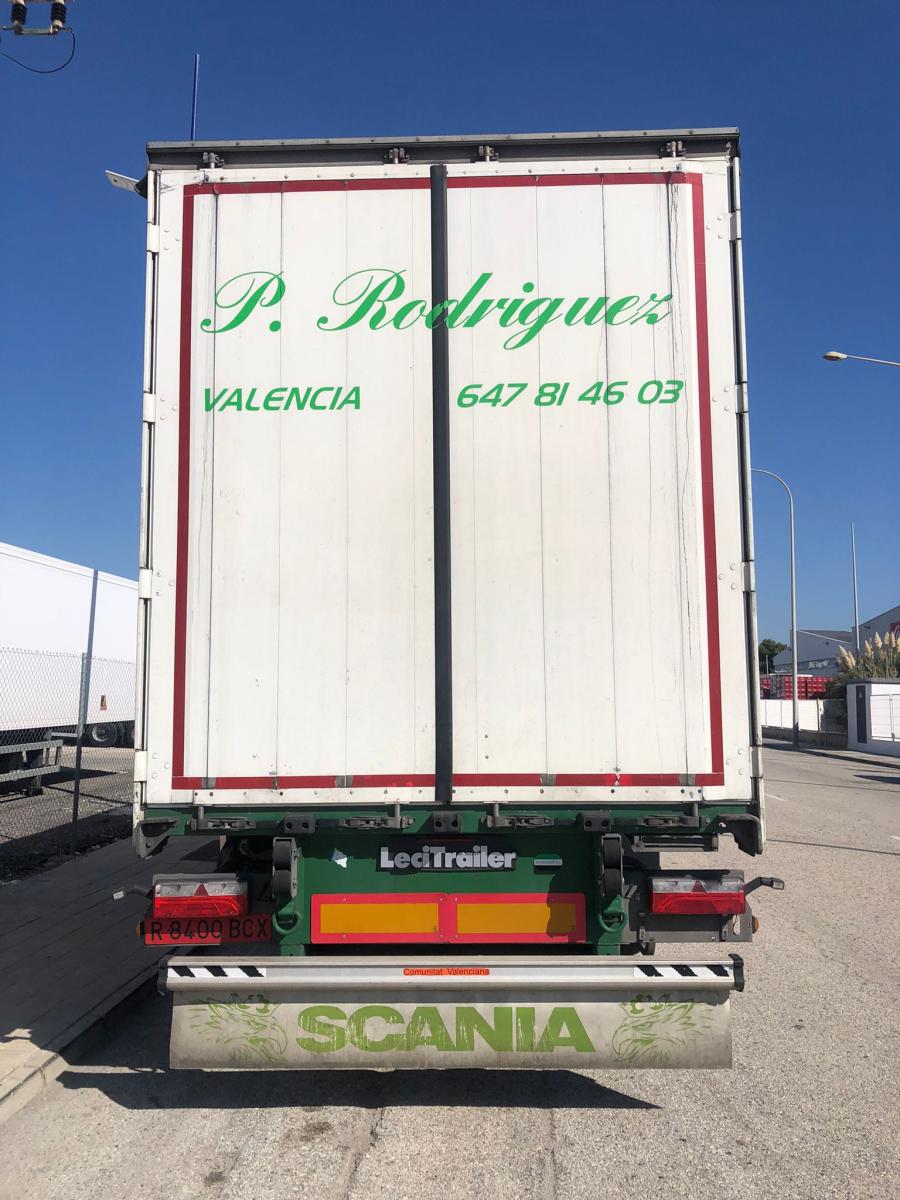 P. Rodriguez
VALENCIA 647 81 46 03
LeciTrailer
R-8400 BCX
Comunitat Valenciana
SCANIA